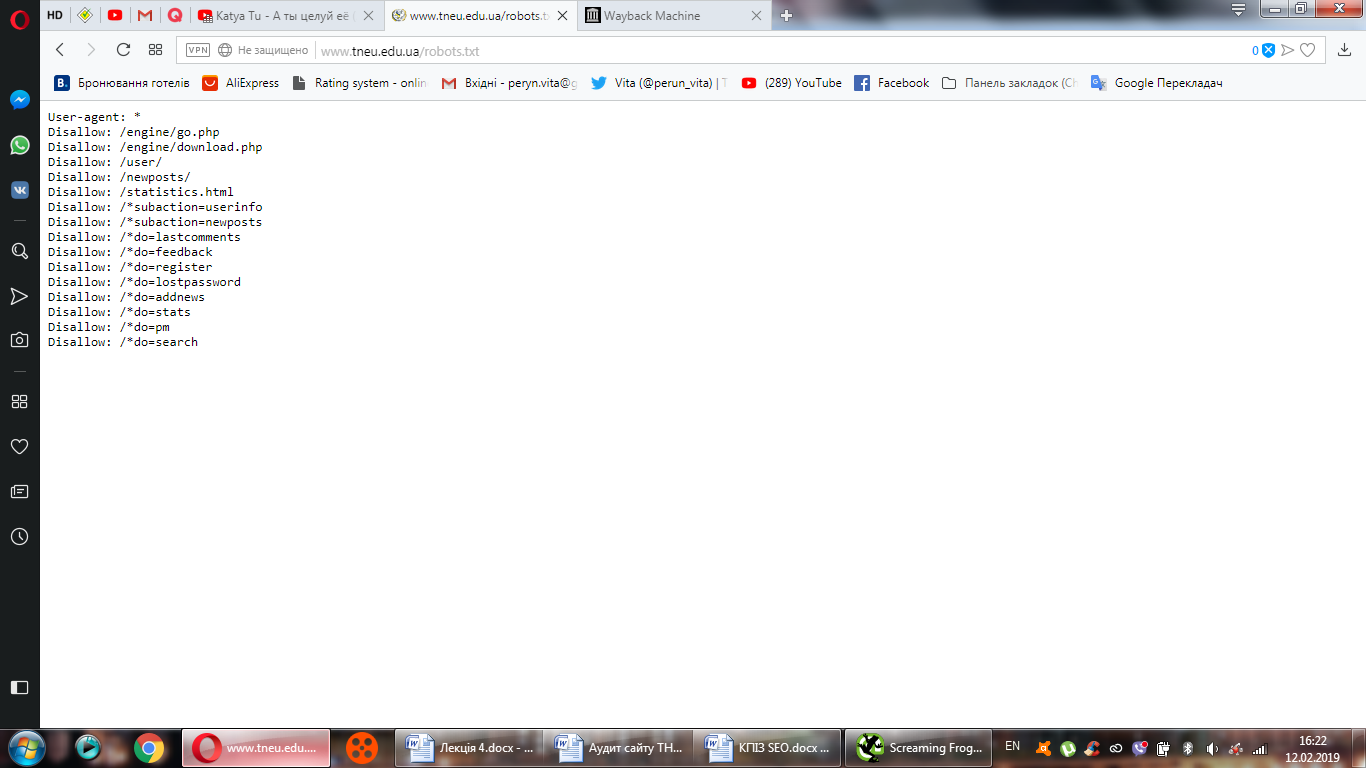 HD
Katya Tu - А ты целуй её (
www.tneu.edu.ua/robots.tx
Wayback Machine
VPN
Не защищено
www.tneu.edu.ua/robots.txt
0
B.
Бронювання готелів
AliExpress
Rating system - onlin
Вхідні - peryn.vita@g
Vita (@perun_vita) | T
(289) YouTube
Facebook
Панель закладок (Ch
Google Перекладач
User-agent: *
Disallow: /engine/go.php
Disallow: /engine/download.php
Disallow: /user/
Disallow: /newposts/
Disallow: /statistics.html
Disallow: /*subaction=userinfo
Disallow: /*subaction=newposts
Disallow: /*do=lastcomments
Disallow: /*do=feedback
Disallow: /*do=register
Disallow: /*do=lostpassword
Disallow: /*do=addnews
Disallow: /*do=stats
Disallow: /*do=pm
Disallow: /*do=search
www.tneu.edu....
Лекція 4.docx - ...
Аудит сайту ТН...
КПІЗ SEO.docx ...
Screaming Frog...
EN
16:22
12.02.2019